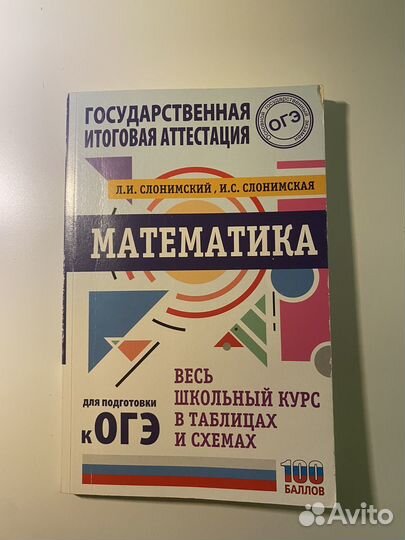 ГОСУДАРСТВЕННАЯ
ИТОГОВАЯ АТТЕСТАЦИЯ
ОГЭ
Л.И. СЛОНИМСКИЙ, И.С. СЛОНИМСКАЯ
МАТЕМАТИКА
ВЕСЬ
ШКОЛЬНЫЙ КУРС
В ТАБЛИЦАХ
И СХЕМАХ
для подготовки
к ОГЭ
100
БАЛЛОВ
Avito